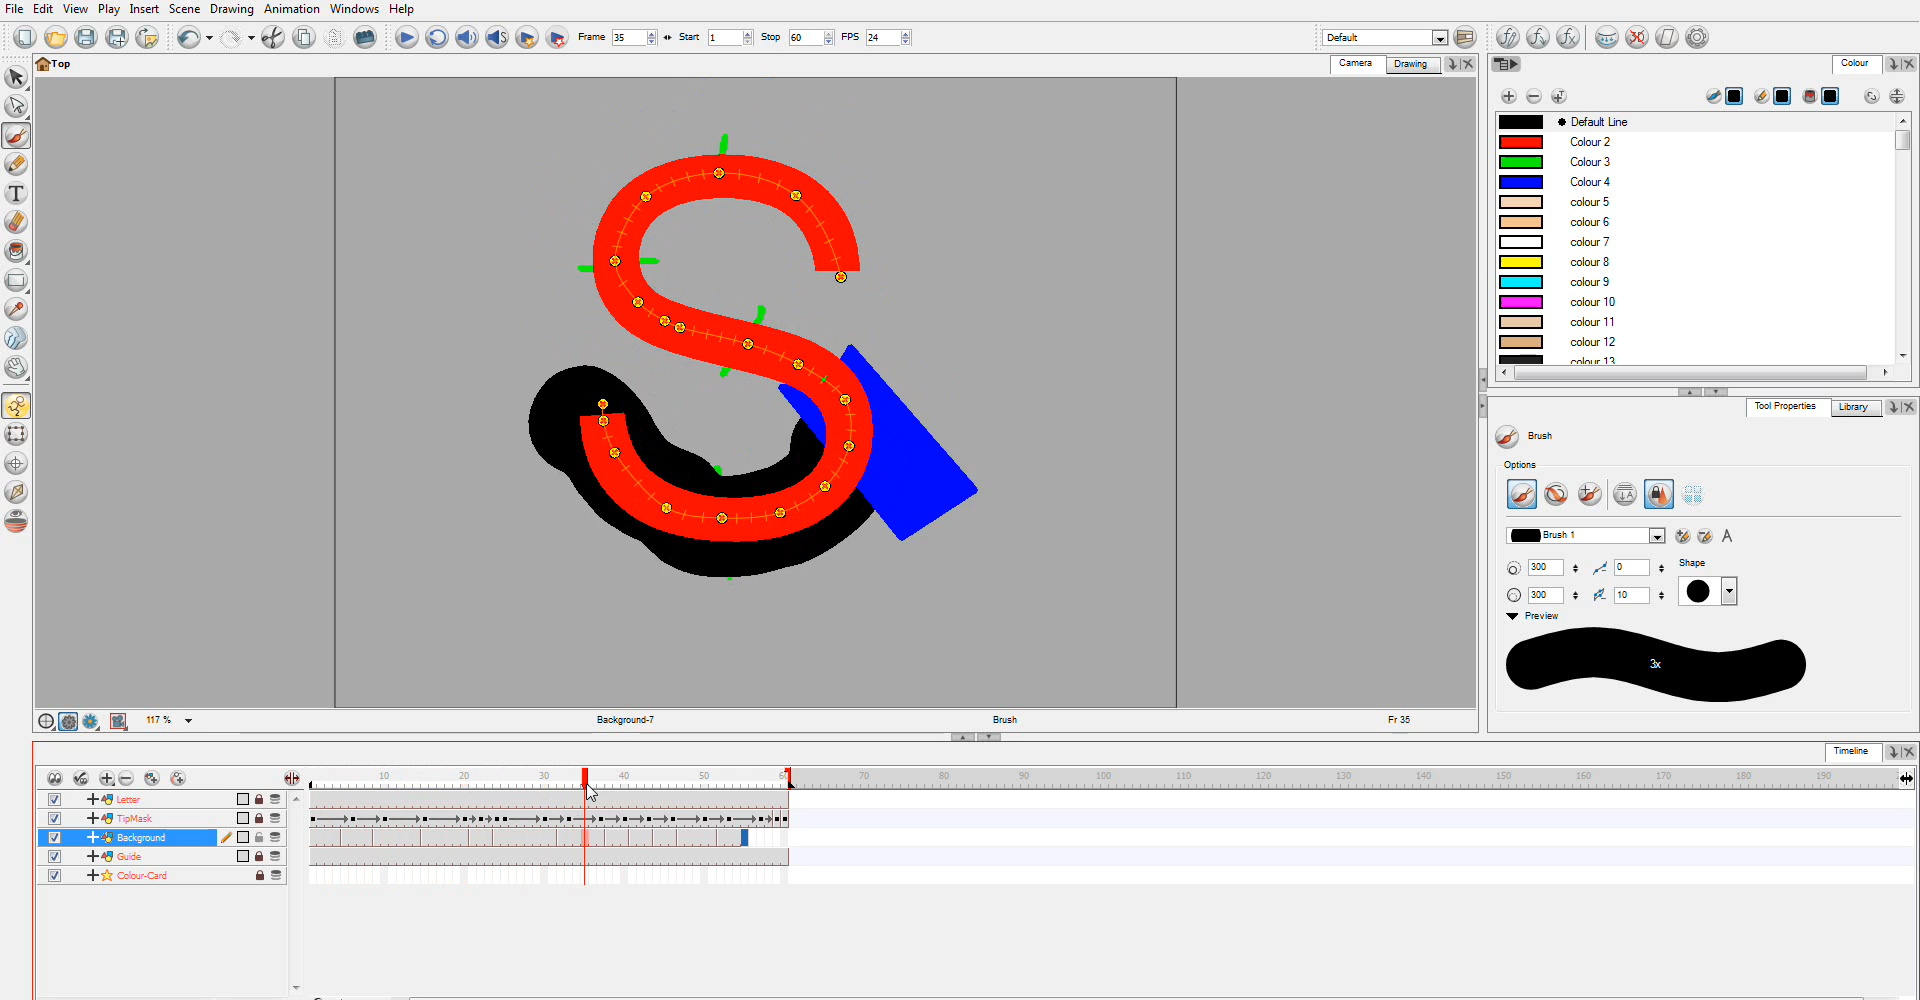 File Edit View Play Insert Scene Drawing Animation Windows Help
Frame 35 Start 1 Stop 60 FPS 24 Default
Top Camera Drawing Colour
Default Line
Colour 2
Colour 3
Colour 4
colour 5
colour 6
colour 7
colour 8
colour 9
colour 10
colour 11
colour 12
colour 13
Tool Properties Library
Brush
Options
Brush 1
300 0 Shape
300 10
Preview
3x
117 % Background-7 Brush Fr 35
Timeline
10 20 30 40 50 60 70 80 90 100 110 120 130 140 150 160 170 180 190
Letter
TipMask
Background
Guide
Colour-Card